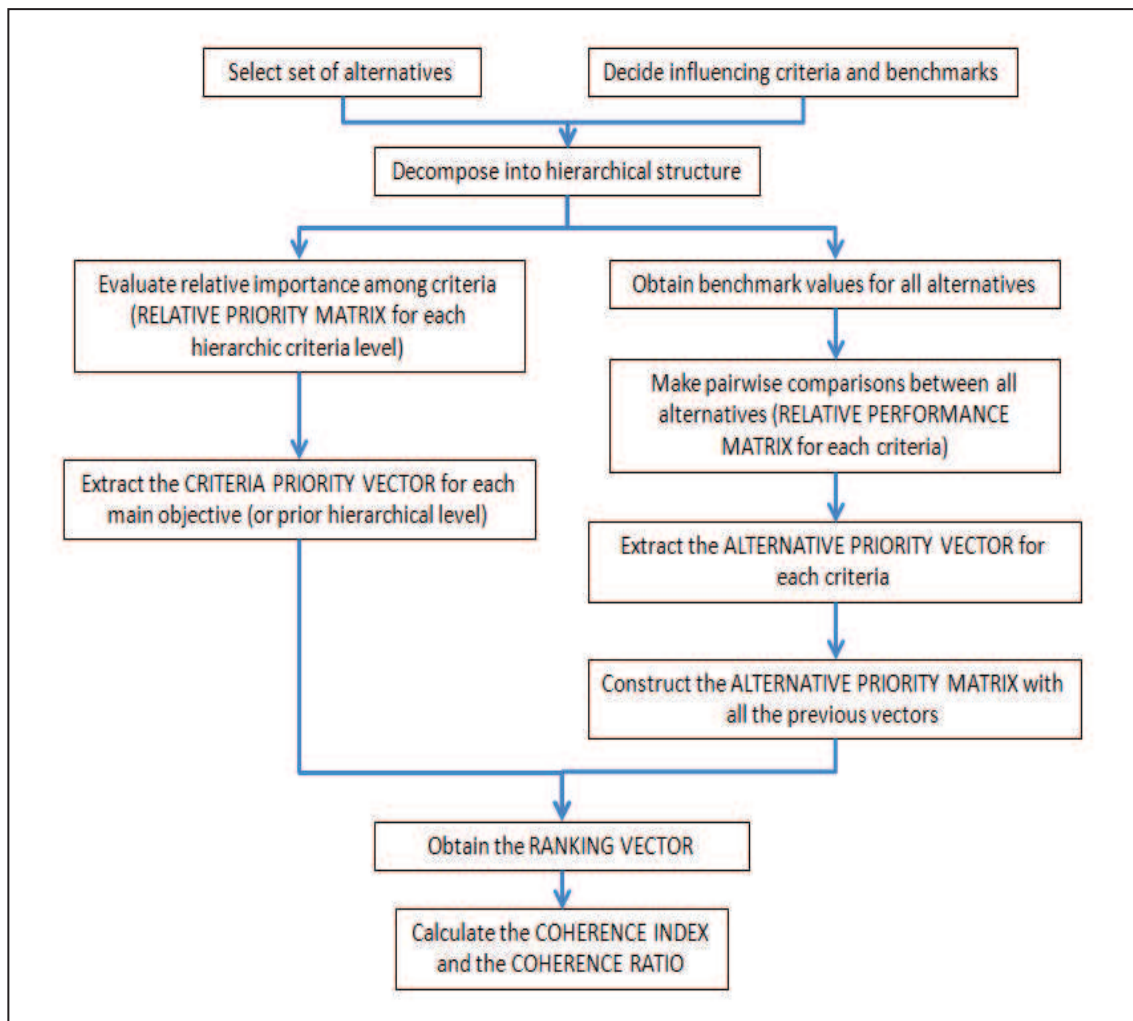 Select set of alternatives
Decide influencing criteria and benchmarks
Decompose into hierarchical structure
Evaluate relative importance among criteria
(RELATIVE PRIORITY MATRIX for each
hierarchic criteria level)
Obtain benchmark values for all alternatives
Make pairwise comparisons between all
alternatives (RELATIVE PERFORMANCE
MATRIX for each criteria)
Extract the CRITERIA PRIORITY VECTOR for each
main objective (or prior hierarchical level)
Extract the ALTERNATIVE PRIORITY VECTOR for
each criteria
Construct the ALTERNATIVE PRIORITY MATRIX with
all the previous vectors
Obtain the RANKING VECTOR
Calculate the COHERENCE INDEX
and the COHERENCE RATIO